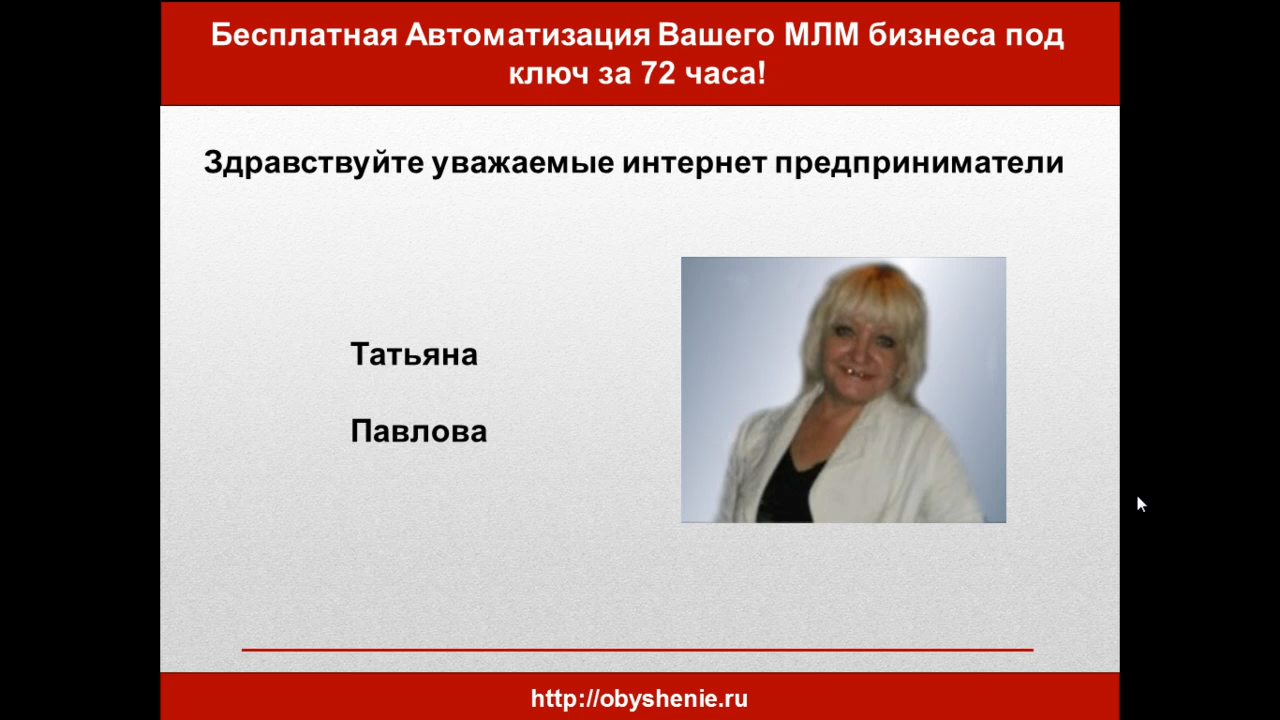 Бесплатная Автоматизация Вашего МЛМ бизнеса под
ключ за 72 часа!
Здравствуйте уважаемые интернет предприниматели
Татьяна
Павлова
http://obyshenie.ru